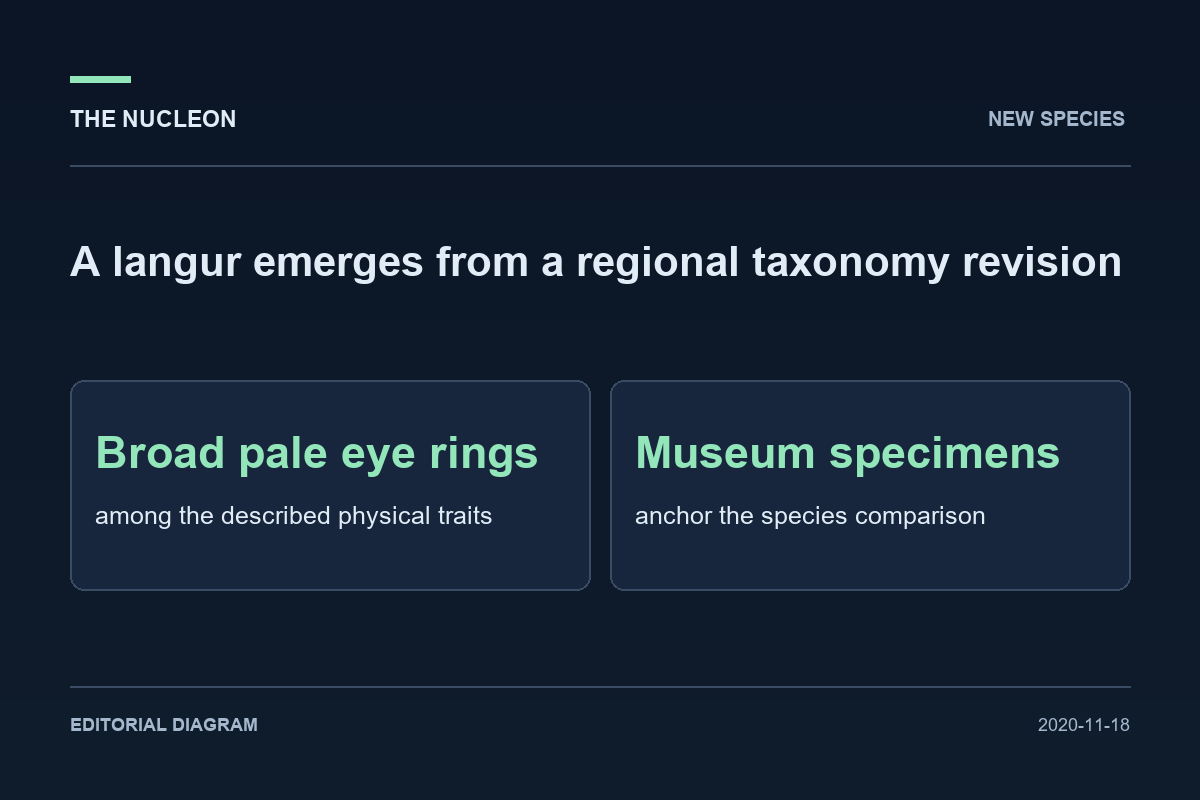 THE NUCLEON
NEW SPECIES
A langur emerges from a regional taxonomy revision
Broad pale eye rings
among the described physical traits
Museum specimens
anchor the species comparison
EDITORIAL DIAGRAM
2020-11-18